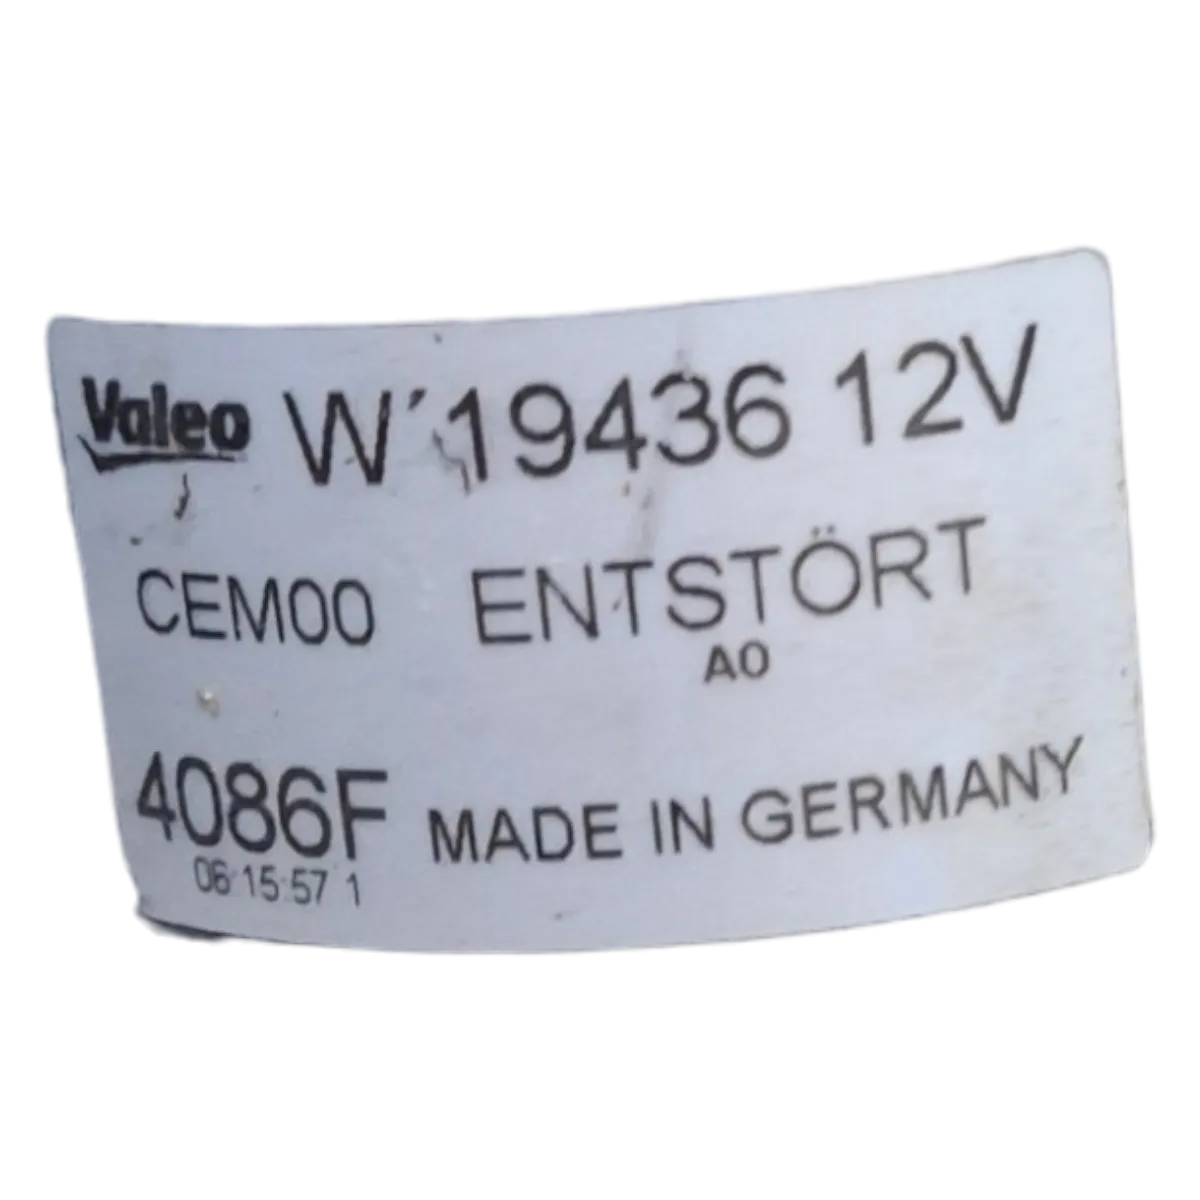 Valeo W 19436 12V
CEM00 ENTSTÖRT
A0
4086F MADE IN GERMANY
06:15:57 1